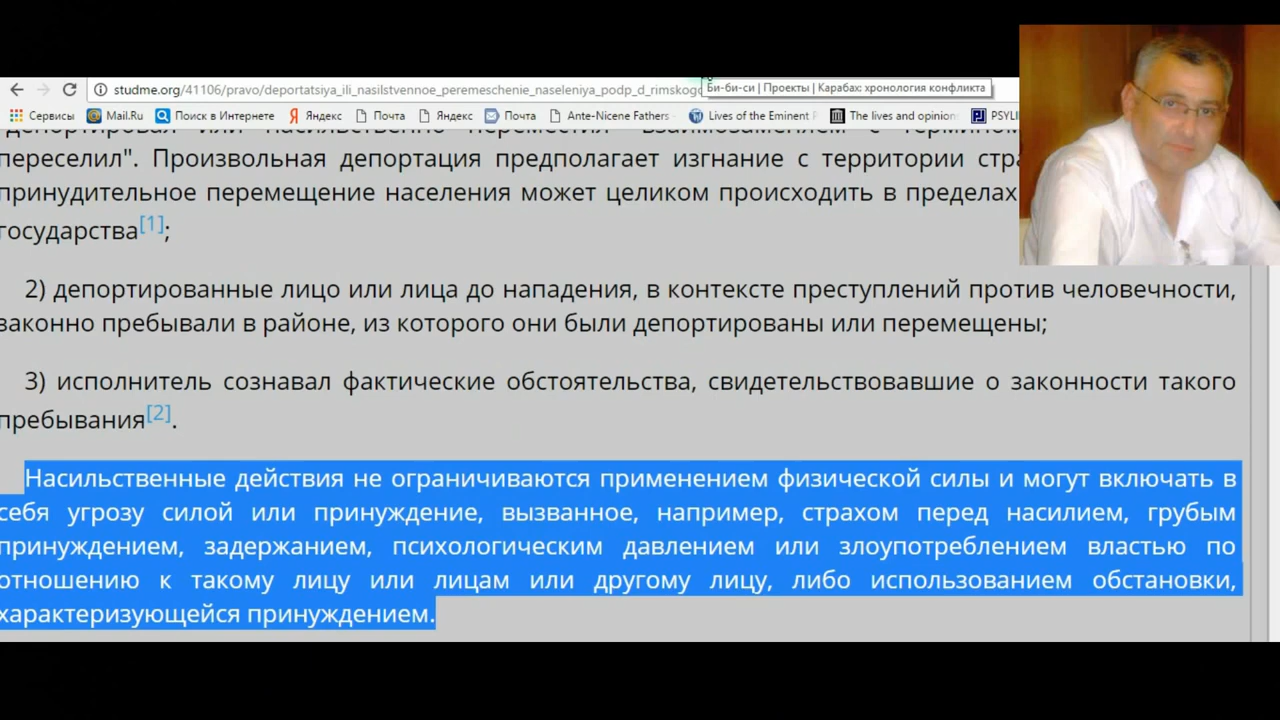 studme.org/41106/pravo/deportatsiya_ili_nasilstvennoe_peremeschenie_naseleniya_podp_d_rimskogo
Би-би-си | Проекты | Карабах: хронология конфликта
Сервисы Mail.Ru Поиск в Интернете Яндекс Почта Яндекс Почта Ante-Nicene Fathers - Lives of the Eminent P The lives and opinion PSYLI
"депортировал или насильственно переместил" взаимозаменяем с термином
переселил". Произвольная депортация предполагает изгнание с территории стра
принудительное перемещение населения может целиком происходить в пределах
государства[1];
2) депортированные лицо или лица до нападения, в контексте преступлений против человечности,
законно пребывали в районе, из которого они были депортированы или перемещены;
3) исполнитель сознавал фактические обстоятельства, свидетельствовавшие о законности такого
пребывания[2].
Насильственные действия не ограничиваются применением физической силы и могут включать в
себя угрозу силой или принуждение, вызванное, например, страхом перед насилием, грубым
принуждением, задержанием, психологическим давлением или злоупотреблением властью по
отношению к такому лицу или лицам или другому лицу, либо использованием обстановки,
характеризующейся принуждением.